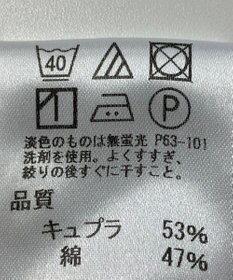 40
P
淡色のものは無蛍光 P63-101
洗剤を使用。よくすすぎ、
絞りの後すぐに干すこと。
品質
キュプラ 53%
綿 47%